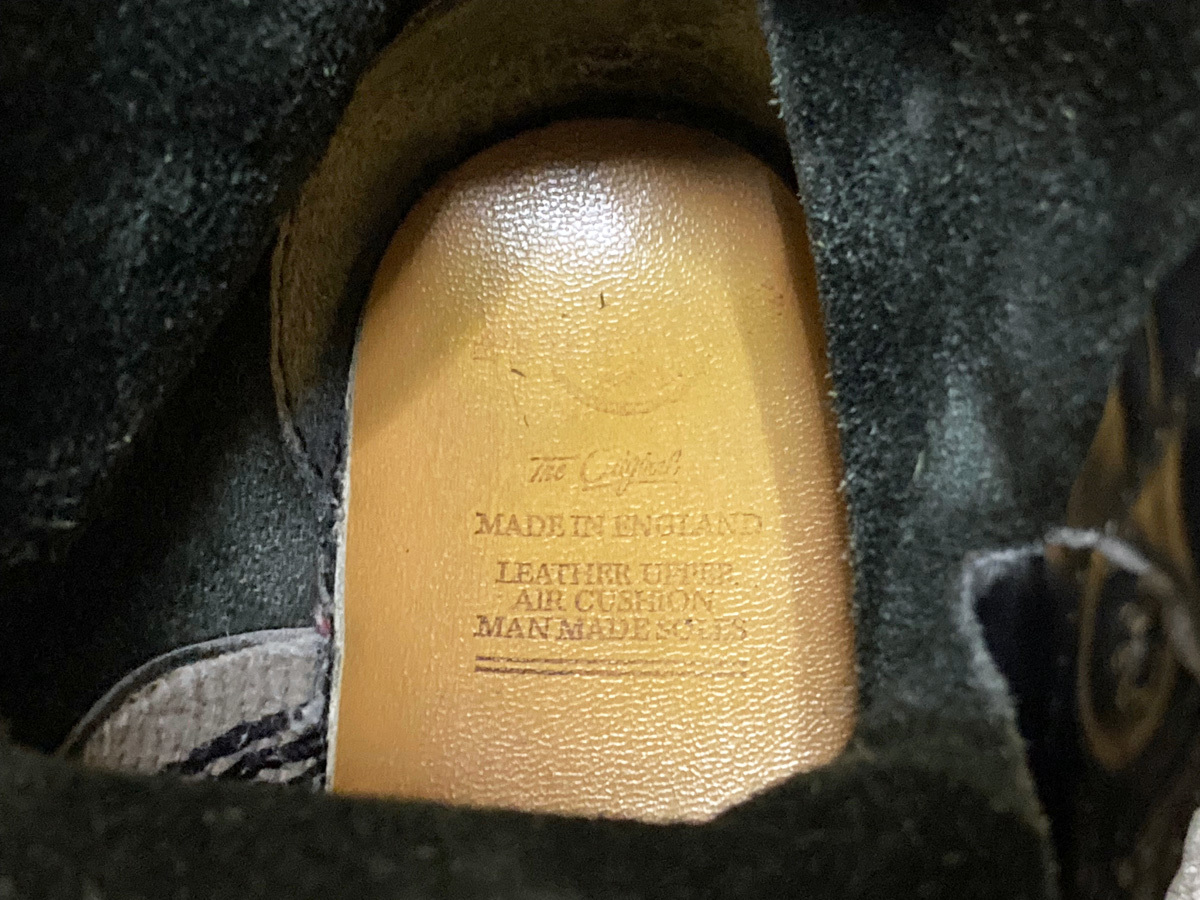 The Original
MADE IN ENGLAND
LEATHER UPPER
AIR CUSHION
MAN MADE SOLES